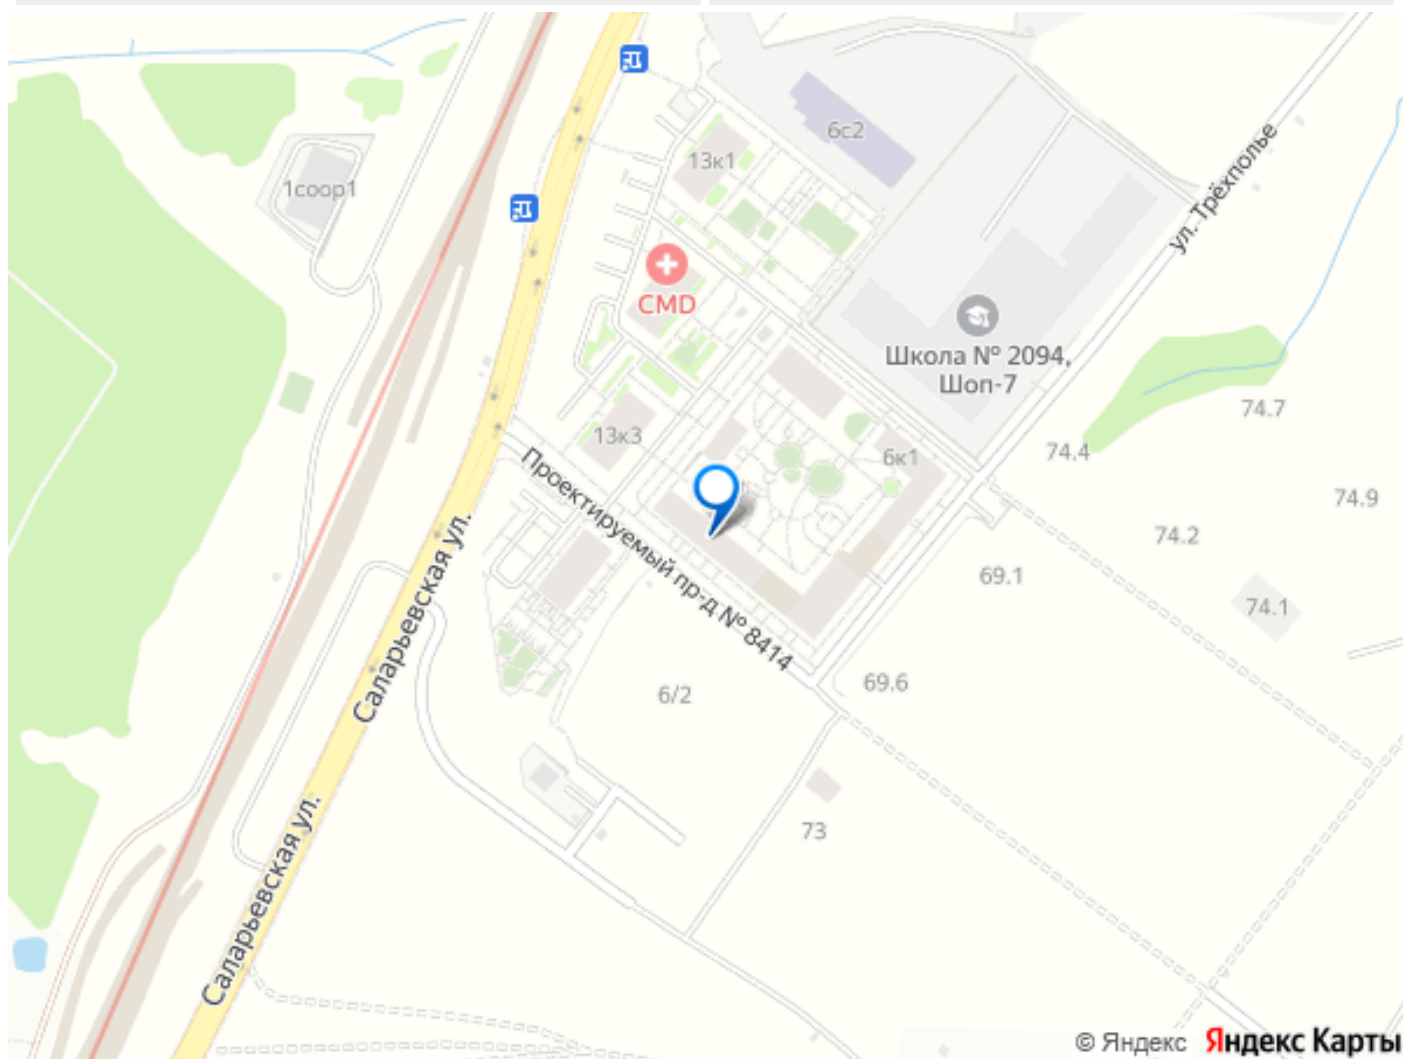 6с2
13к1
ул. Трёхполье
1соор1
CMD
Школа № 2094,
Шоп-7
74.7
13к3
6к1
74.4
74.9
Проектируемый пр-д № 8414
74.2
69.1
74.1
Саларьевская ул.
69.6
6/2
73
Саларьевская ул.
© Яндекс Яндекс Карты